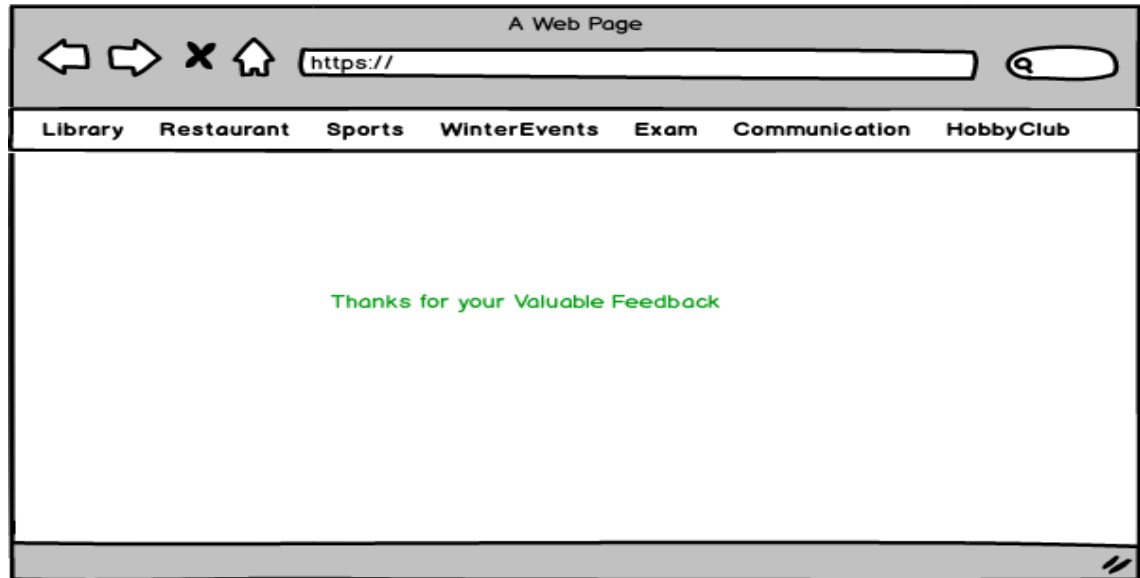 A Web Page
https://
Library Restaurant Sports WinterEvents Exam Communication HobbyClub
Thanks for your Valuable Feedback